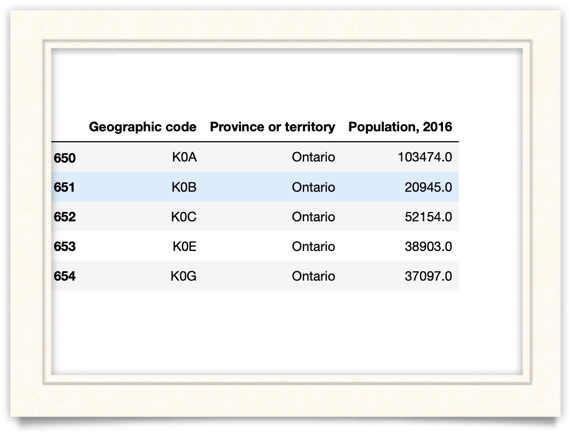 Geographic code Province or territory Population, 2016
650 K0A Ontario 103474.0
651 K0B Ontario 20945.0
652 K0C Ontario 52154.0
653 K0E Ontario 38903.0
654 K0G Ontario 37097.0